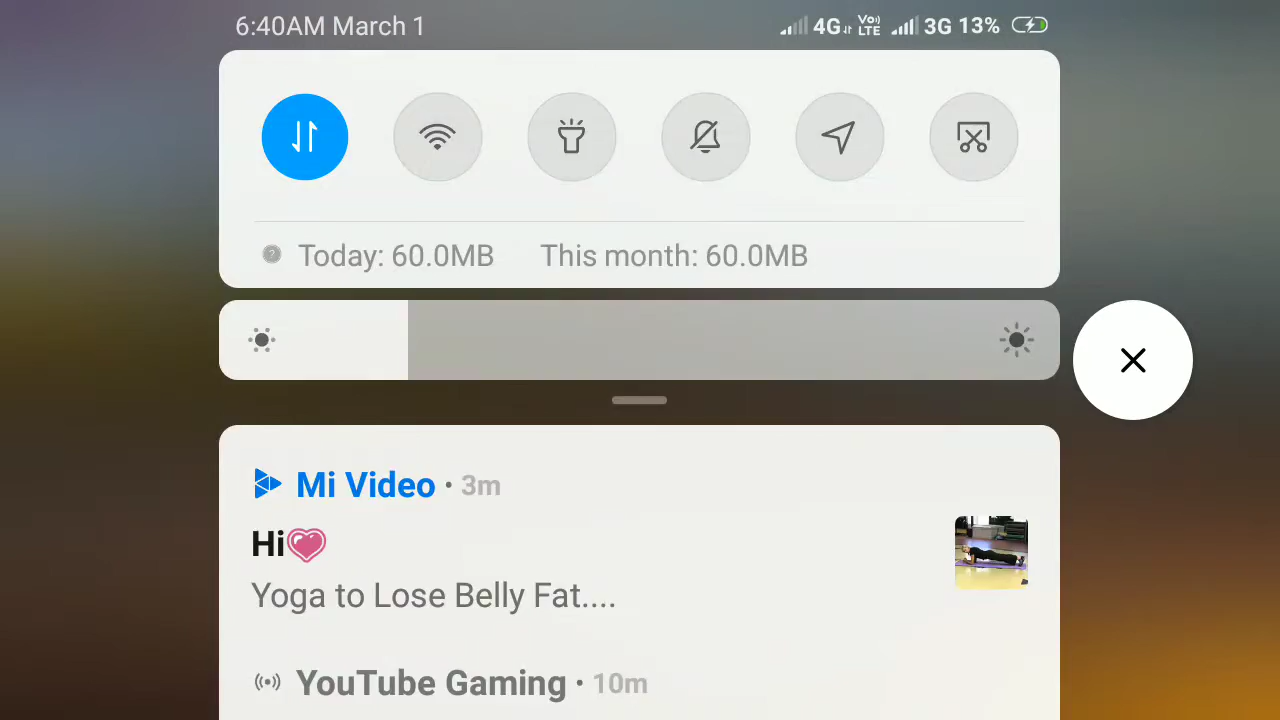 6:40AM March 1 4G Vo) LTE 3G 13%
Today: 60.0MB This month: 60.0MB
Mi Video • 3m
Hi💗
Yoga to Lose Belly Fat....
YouTube Gaming • 10m